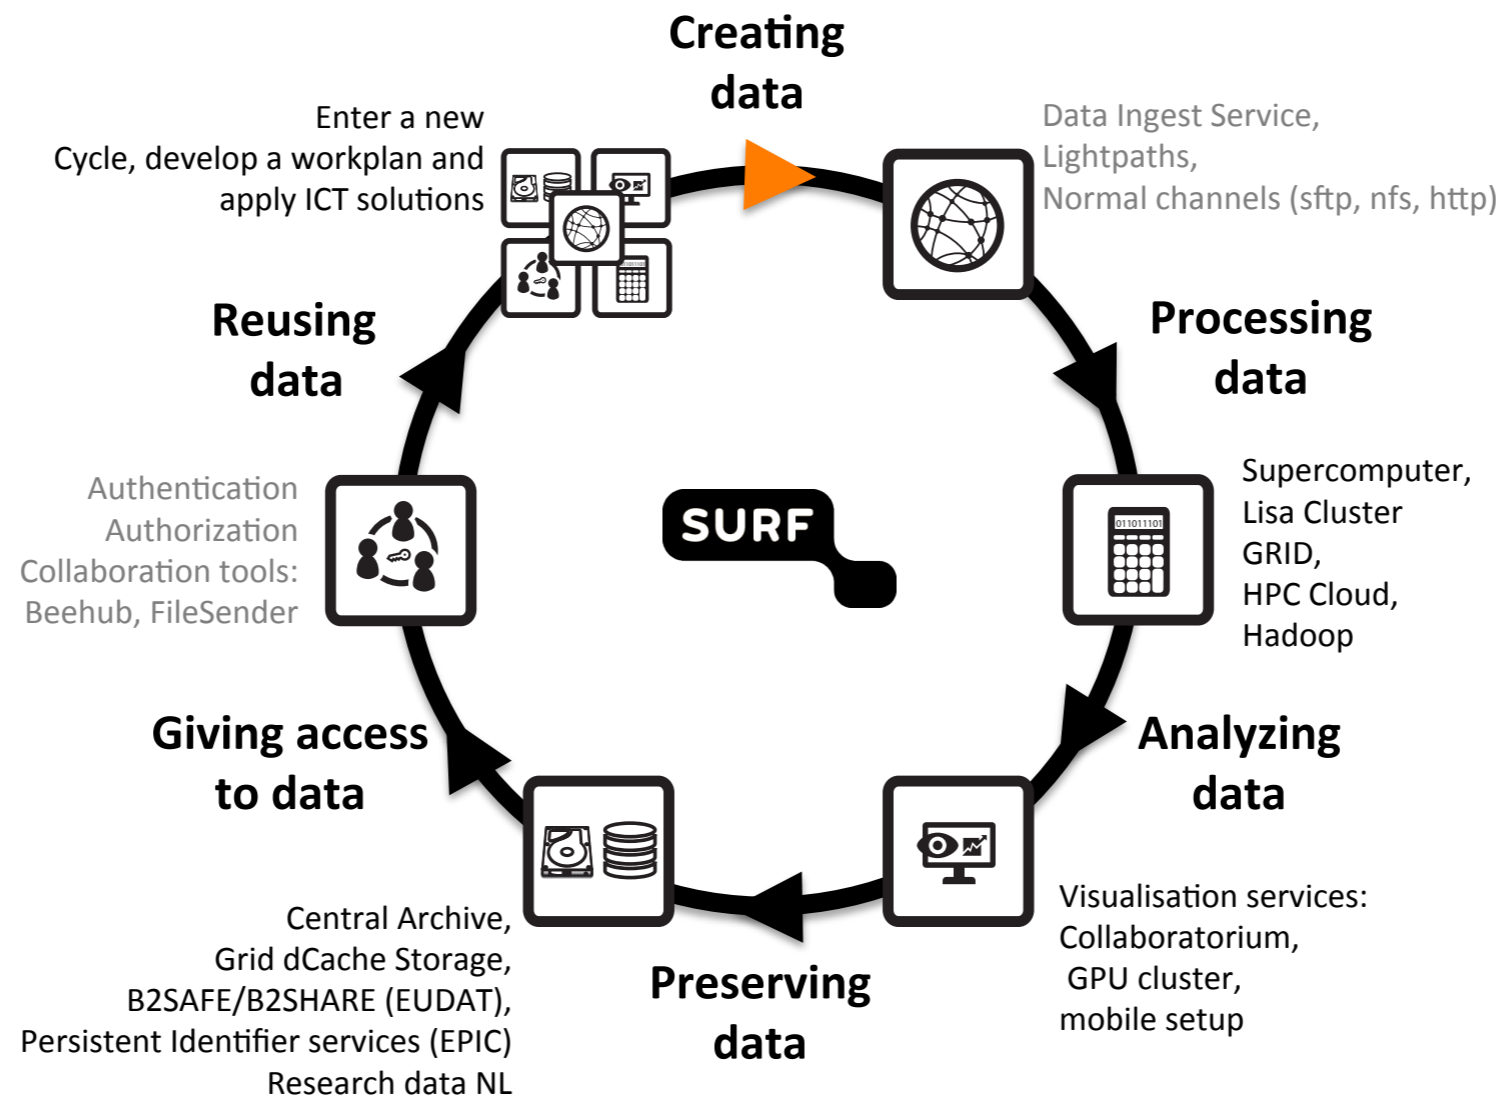 Creating
data
Enter a new
Cycle, develop a workplan and
apply ICT solutions
Data Ingest Service,
Lightpaths,
Normal channels (sftp, nfs, http)
Processing
data
Supercomputer,
Lisa Cluster
GRID,
HPC Cloud,
Hadoop
011011101
Analyzing
data
Visualisation services:
Collaboratorium,
GPU cluster,
mobile setup
Preserving
data
Central Archive,
Grid dCache Storage,
B2SAFE/B2SHARE (EUDAT),
Persistent Identifier services (EPIC)
Research data NL
Giving access
to data
Authentication
Authorization
Collaboration tools:
Beehub, FileSender
Reusing
data
SURF